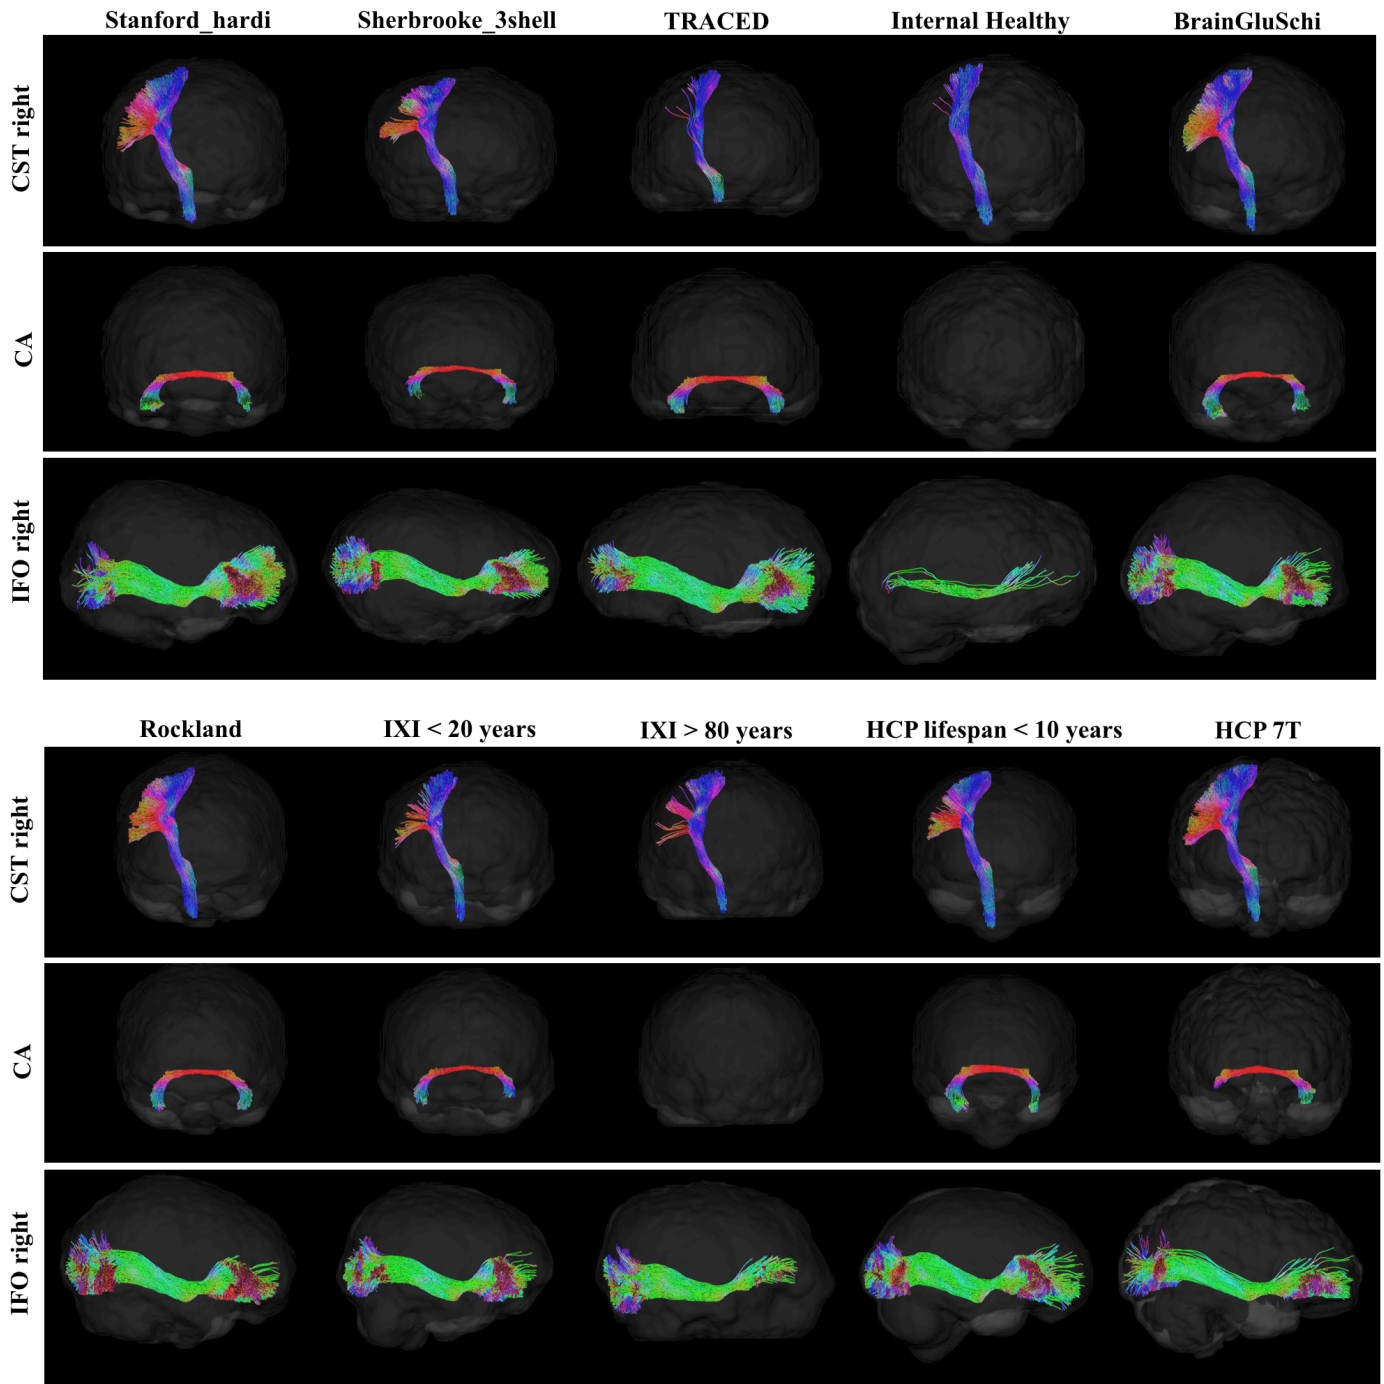 Stanford_hardi Sherbrooke_3shell TRACED Internal Healthy BrainGluSchi
CST right
CA
IFO right
Rockland IXI < 20 years IXI > 80 years HCP lifespan < 10 years HCP 7T
CST right
CA
IFO right